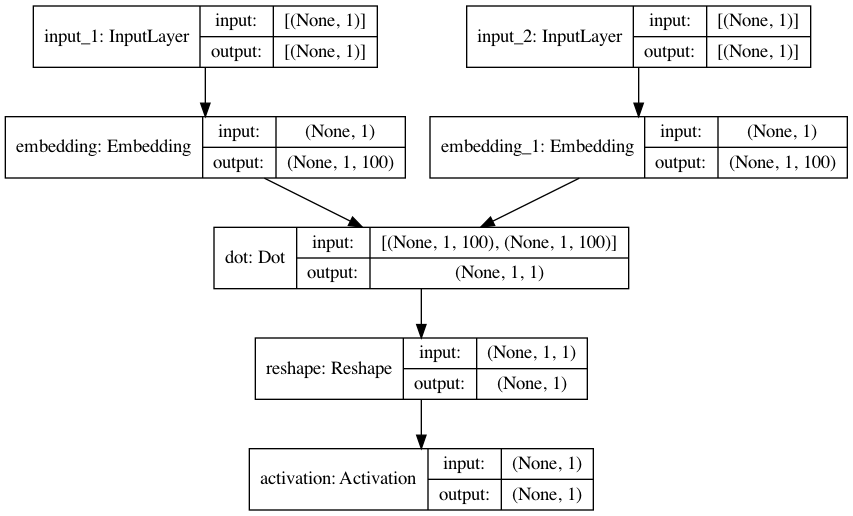 input_1: InputLayer
input: [(None, 1)]
output: [(None, 1)]
input_2: InputLayer
input: [(None, 1)]
output: [(None, 1)]
embedding: Embedding
input: (None, 1)
output: (None, 1, 100)
embedding_1: Embedding
input: (None, 1)
output: (None, 1, 100)
dot: Dot
input: [(None, 1, 100), (None, 1, 100)]
output: (None, 1, 1)
reshape: Reshape
input: (None, 1, 1)
output: (None, 1)
activation: Activation
input: (None, 1)
output: (None, 1)